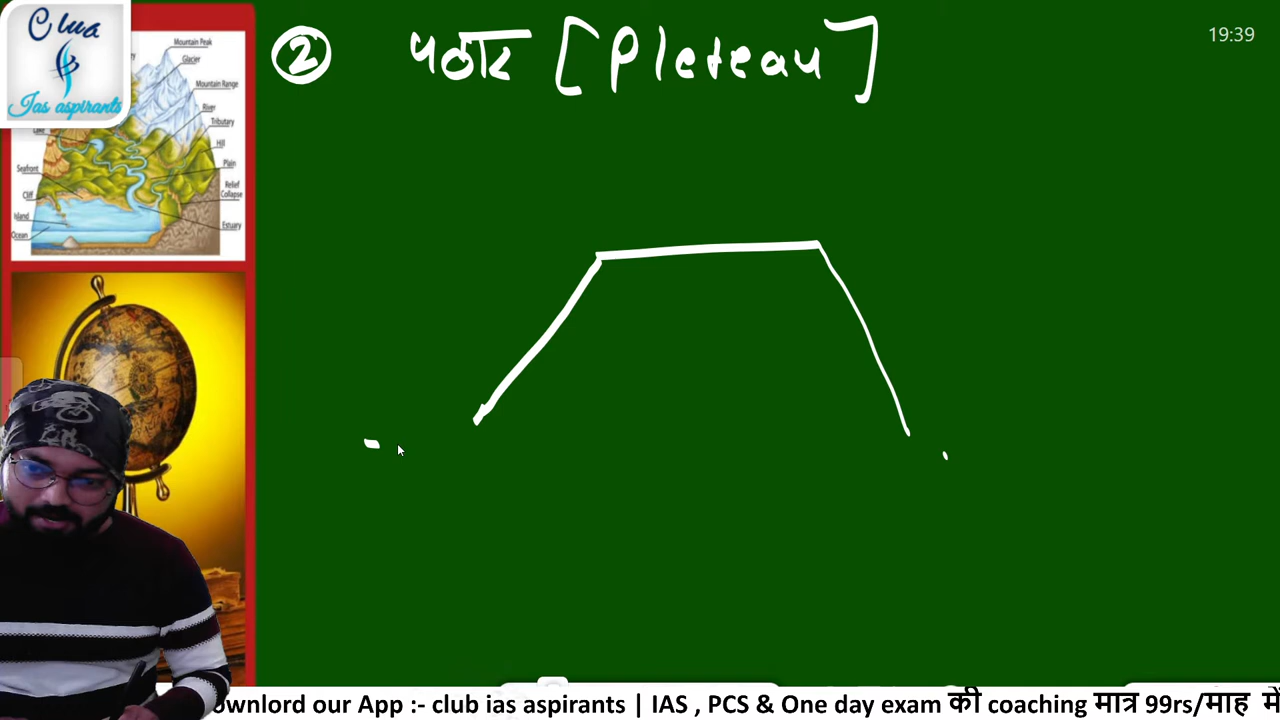 Club
Ias aspirants
Mountain Peak
Glacier
Mountain Range
River
Tributary
Hill
Plain
Relief
Collapse
Estuary
Lake
Seafront
Cliff
Island
Ocean
② पठार [Pleteau]
19:39
ownlord our App :- club ias aspirants | IAS , PCS & One day exam की coaching मात्र 99rs/माह में